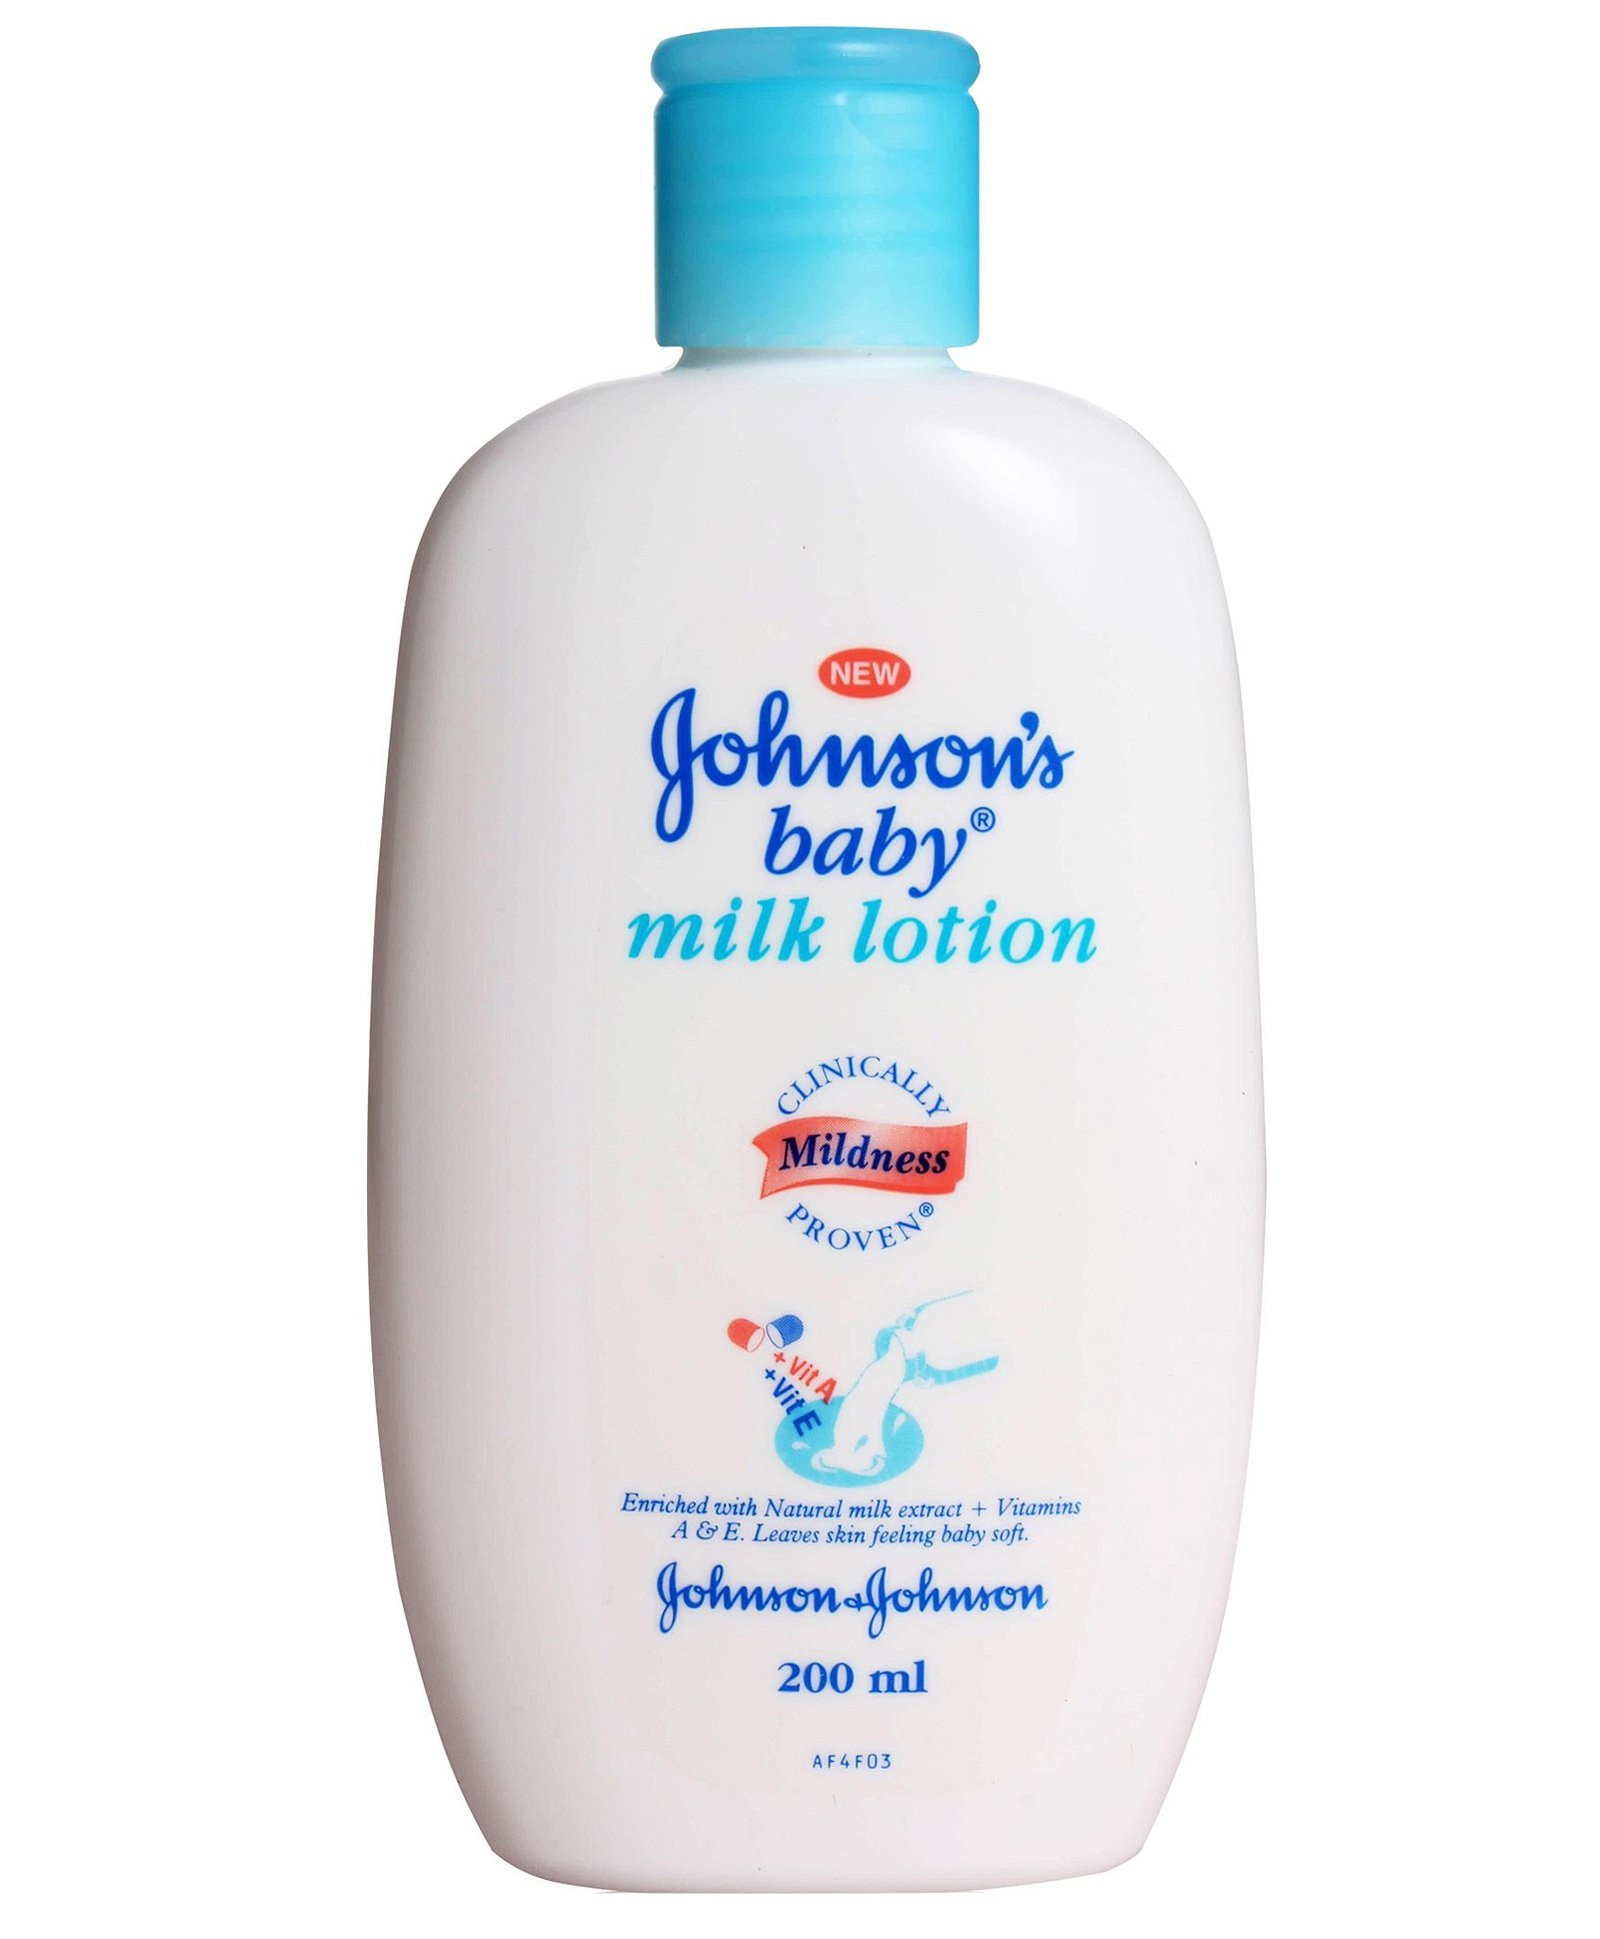 NEW
Johnson's
baby®
milk lotion
CLINICALLY
Mildness
PROVEN®
+ Vit A
+ Vit E
Enriched with Natural milk extract + Vitamins
A & E. Leaves skin feeling baby soft.
Johnson & Johnson
200 ml
AF4F03